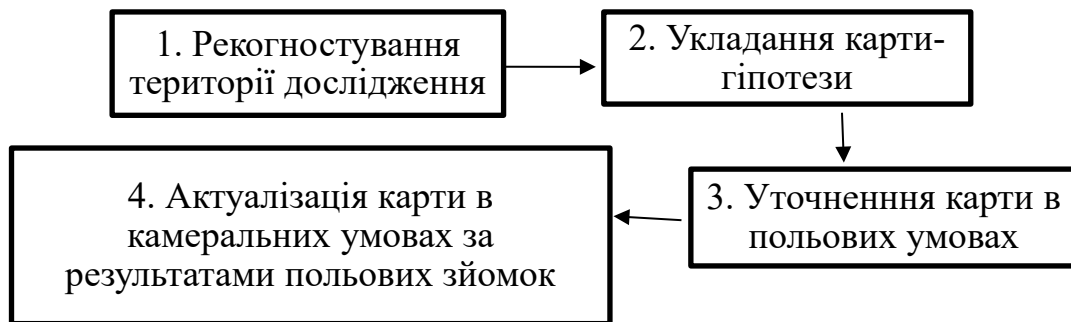 1. Рекогностування
території дослідження
2. Укладання карти-
гіпотези
3. Уточненння карти в
польових умовах
4. Актуалізація карти в
камеральних умовах за
результатами польових зйомок